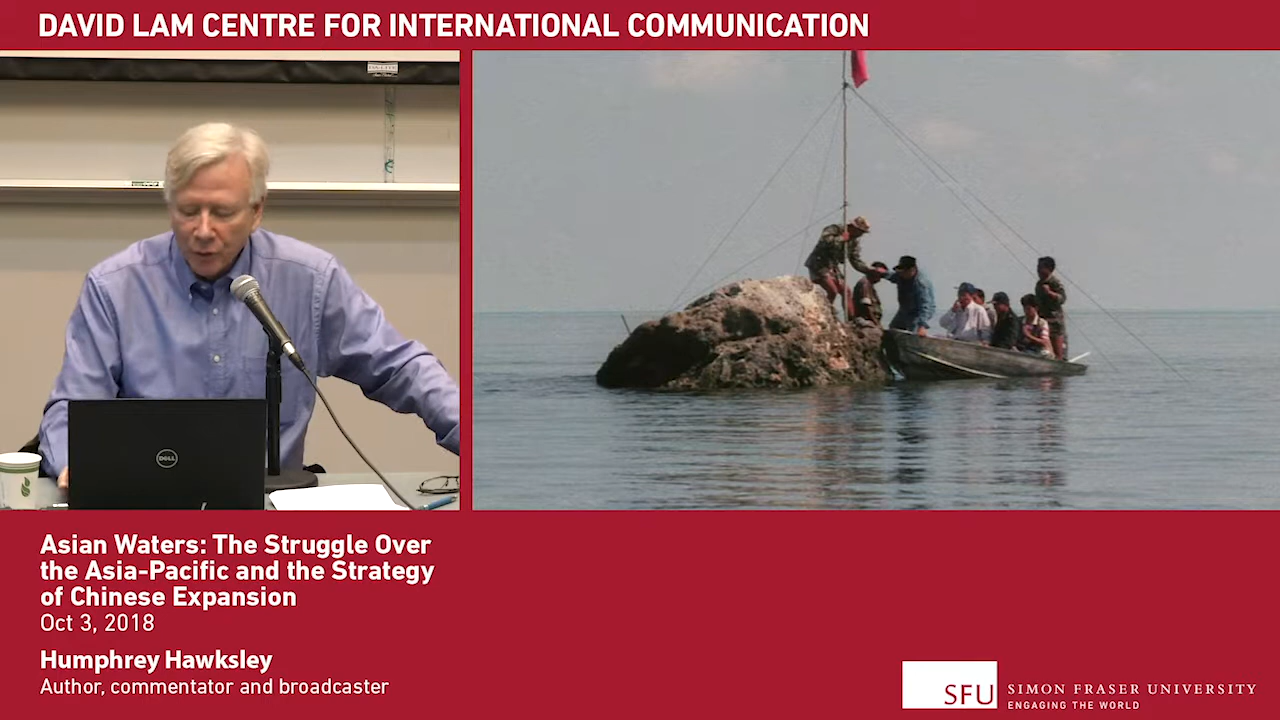 DAVID LAM CENTRE FOR INTERNATIONAL COMMUNICATION
DELL
Asian Waters: The Struggle Over
the Asia-Pacific and the Strategy
of Chinese Expansion
Oct 3, 2018
Humphrey Hawksley
Author, commentator and broadcaster
SFU
SIMON FRASER UNIVERSITY
ENGAGING THE WORLD